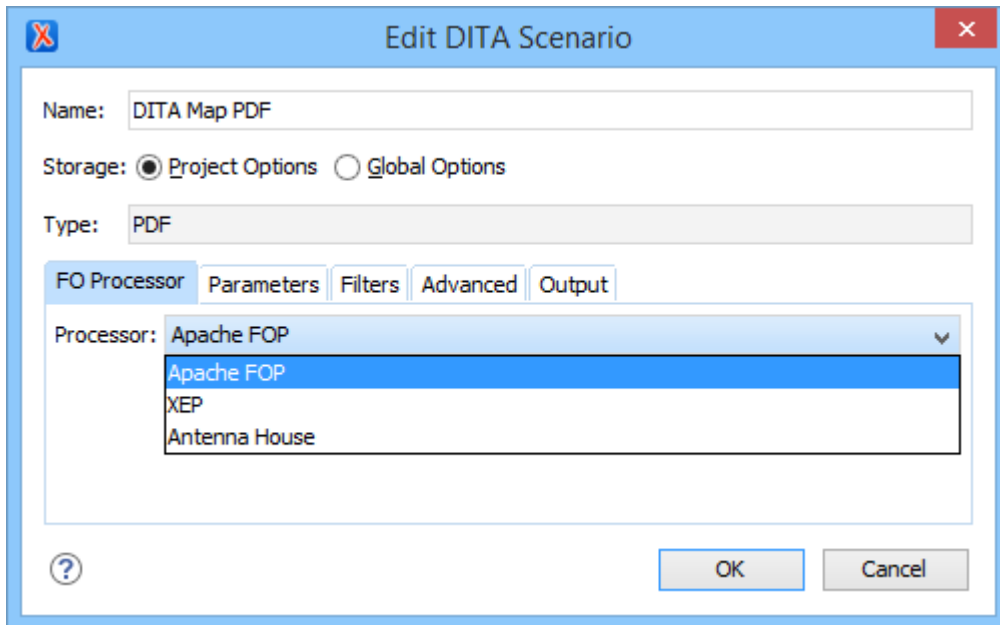 Edit DITA Scenario
Name: DITA Map PDF
Storage: Project Options Global Options
Type: PDF
FO Processor Parameters Filters Advanced Output
Processor: Apache FOP
Apache FOP
XEP
Antenna House
? OK Cancel